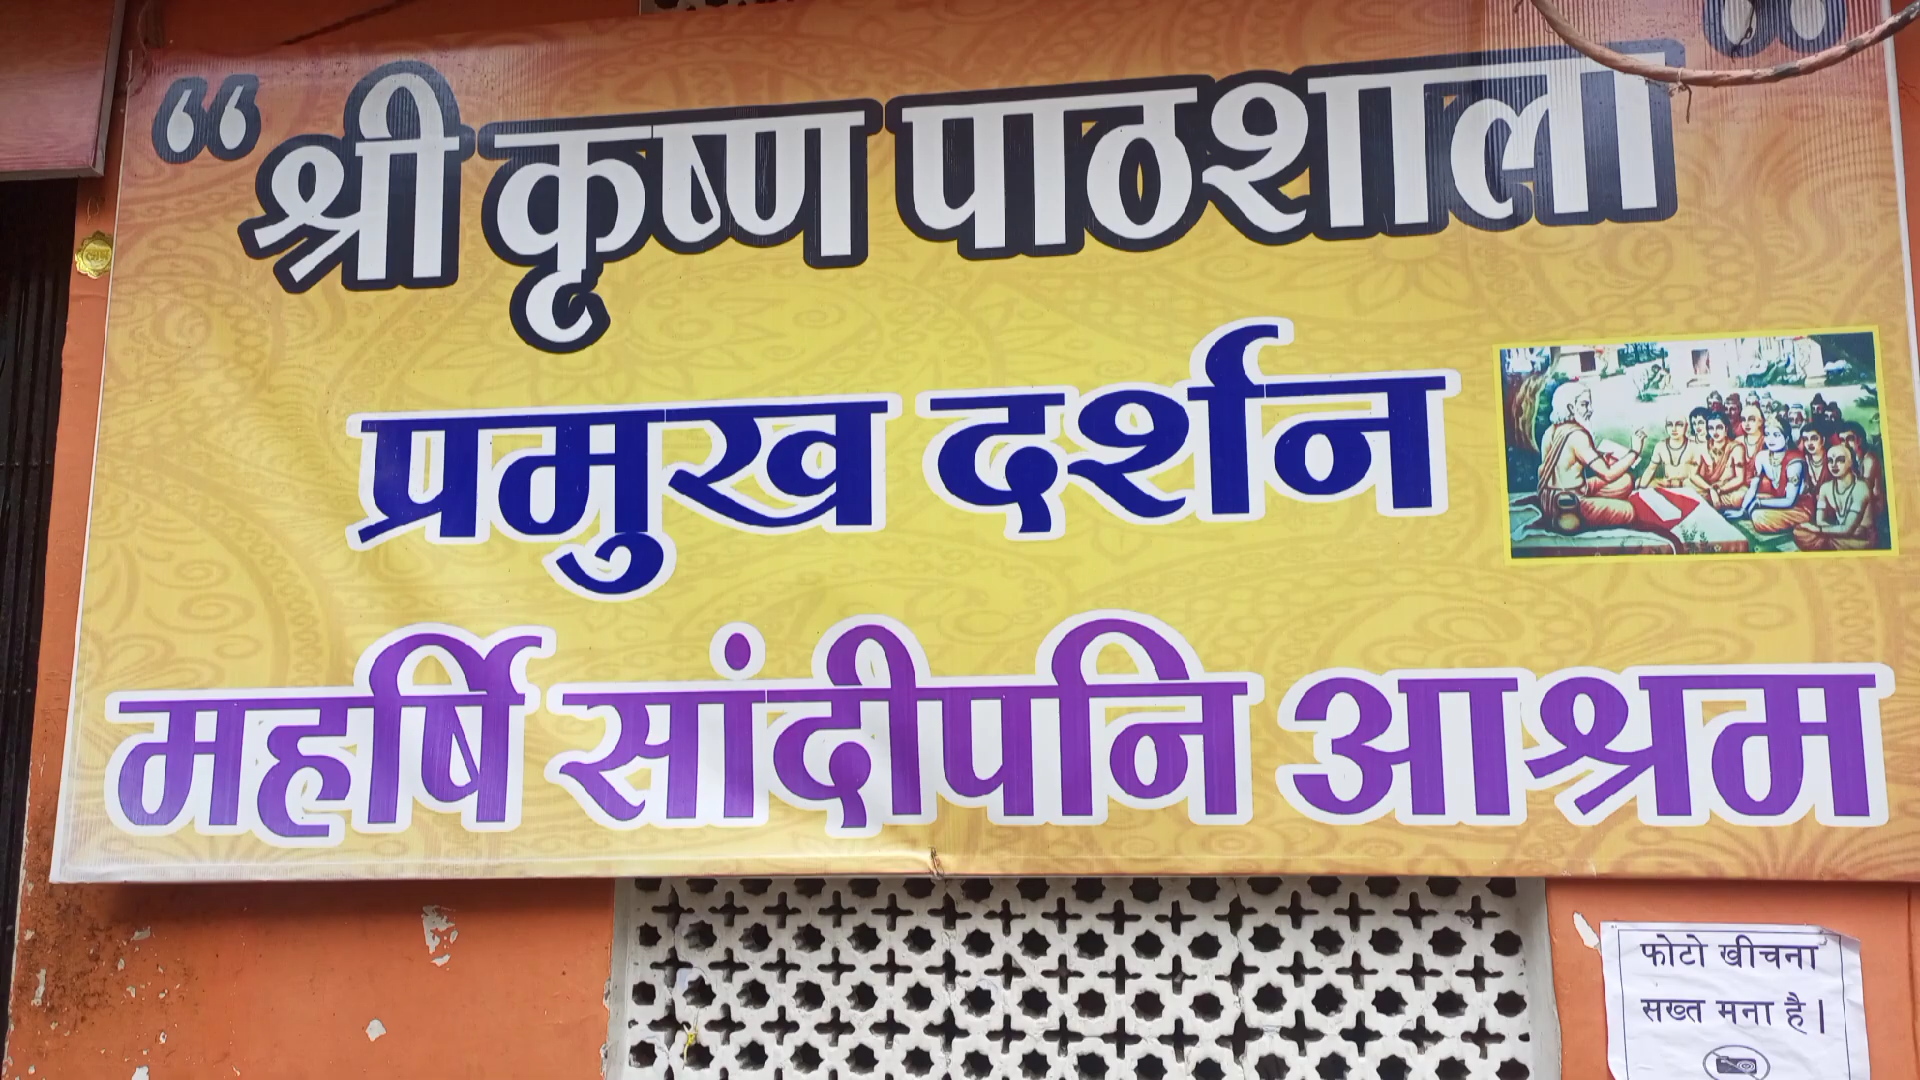 “श्री कृष्ण पाठशाला”
प्रमुख दर्शन
महर्षि सांदीपनि आश्रम
फोटो खीचना
सख्त मना है।